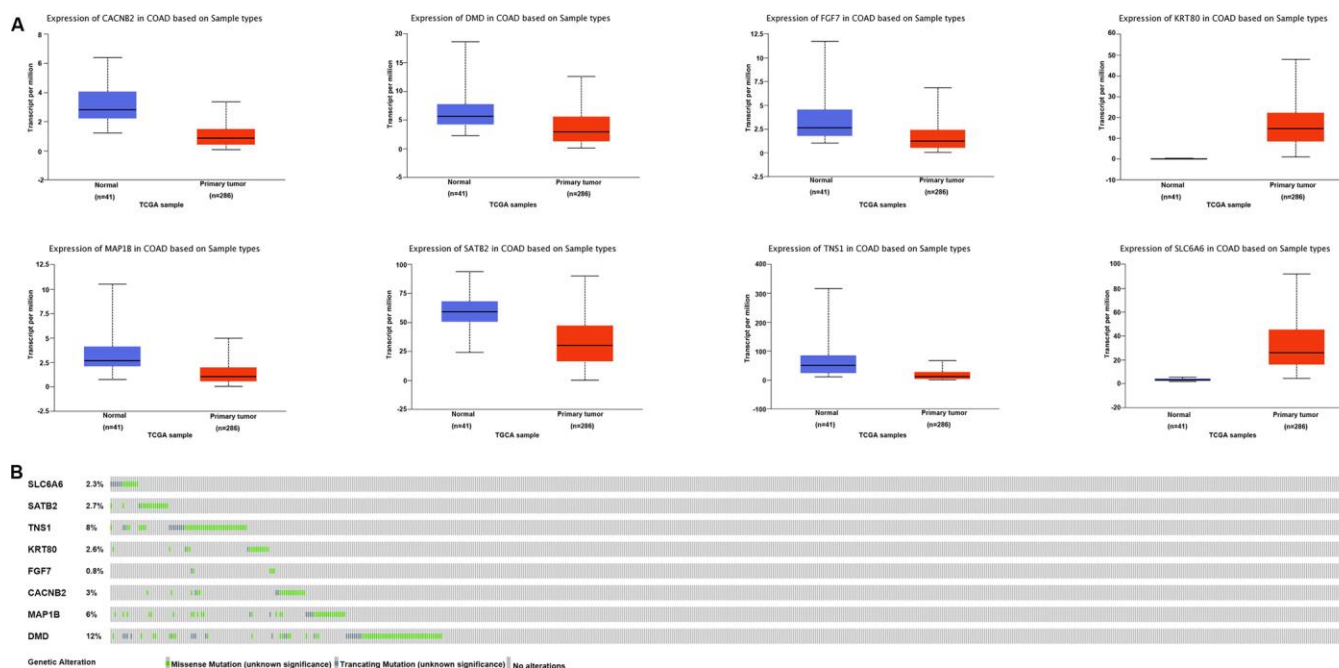 A
Expression of CACNB2 in COAD based on Sample types
Transcript per million
8
6
4
2
0
2
Normal
(n=41)
Primary tumor
(n=286)
TCGA sample
Expression of DMD in COAD based on Sample types
Transcript per million
20
15
10
5
0
-5
Normal
(n=41)
Primary tumor
(n=286)
TCGA sample
Expression of FGF7 in COAD based on Sample types
Transcript per million
12.5
10
7.5
5
2.5
0
-2.5
Normal
(n=41)
Primary tumor
(n=286)
TCGA samples
Expression of KRT80 in COAD based on Sample types
Transcript per million
60
50
40
30
20
10
0
-10
Normal
(n=41)
Primary tumor
(n=286)
TCGA samples
Expression of MAP1B in COAD based on Sample types
Transcript per million
12.5
10
7.5
5
2.5
0
-2.5
Normal
(n=41)
Primary tumor
(n=286)
TCGA sample
Expression of SATB2 in COAD based on Sample types
Transcript per million
100
75
50
25
0
-25
Normal
(n=41)
Primary tumor
(n=286)
TGCA sample
Expression of TNS1 in COAD based on Sample types
Transcript per million
400
300
200
100
0
-100
Normal
(n=41)
Primary tumor
(n=286)
TCGA samples
Expression of SLC6A6 in COAD based on Sample types
Transcript per million
100
80
60
40
20
0
-20
Normal
(n=41)
Primary tumor
(n=286)
TCGA samples
B
SLC6A6 2.3%
SATB2 2.7%
TNS1 8%
KRT80 2.6%
FGF7 0.8%
CACNB2 3%
MAP1B 6%
DMD 12%
Genetic Alteration Missense Mutation (unknown significance) Trancating Mutation (unknown significance) No alterations